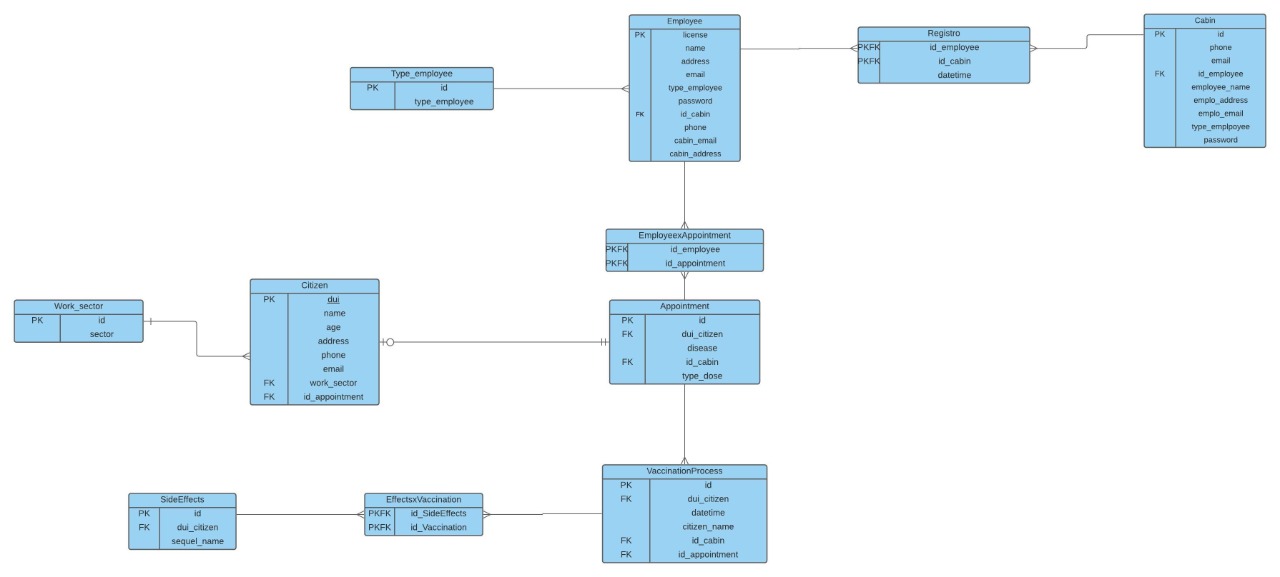 Employee
PK license
name
address
email
type_employee
password
FK id_cabin
phone
cabin_email
cabin_address
Registro
PKFK id_employee
PKFK id_cabin
datetime
Cabin
PK id
phone
email
FK id_employee
employee_name
emplo_address
emplo_email
type_emplpoyee
password
Type_employee
PK id
type_employee
EmployeexAppointment
PKFK id_employee
PKFK id_appointment
Work_sector
PK id
sector
Citizen
PK dui
name
age
address
phone
email
FK work_sector
FK id_appointment
Appointment
PK id
FK dui_citizen
disease
FK id_cabin
type_dose
SideEffects
PK id
FK dui_citizen
sequel_name
EffectsxVaccination
PKFK id_SideEffects
PKFK id_Vaccination
VaccinationProcess
PK id
FK dui_citizen
datetime
citizen_name
FK id_cabin
FK id_appointment